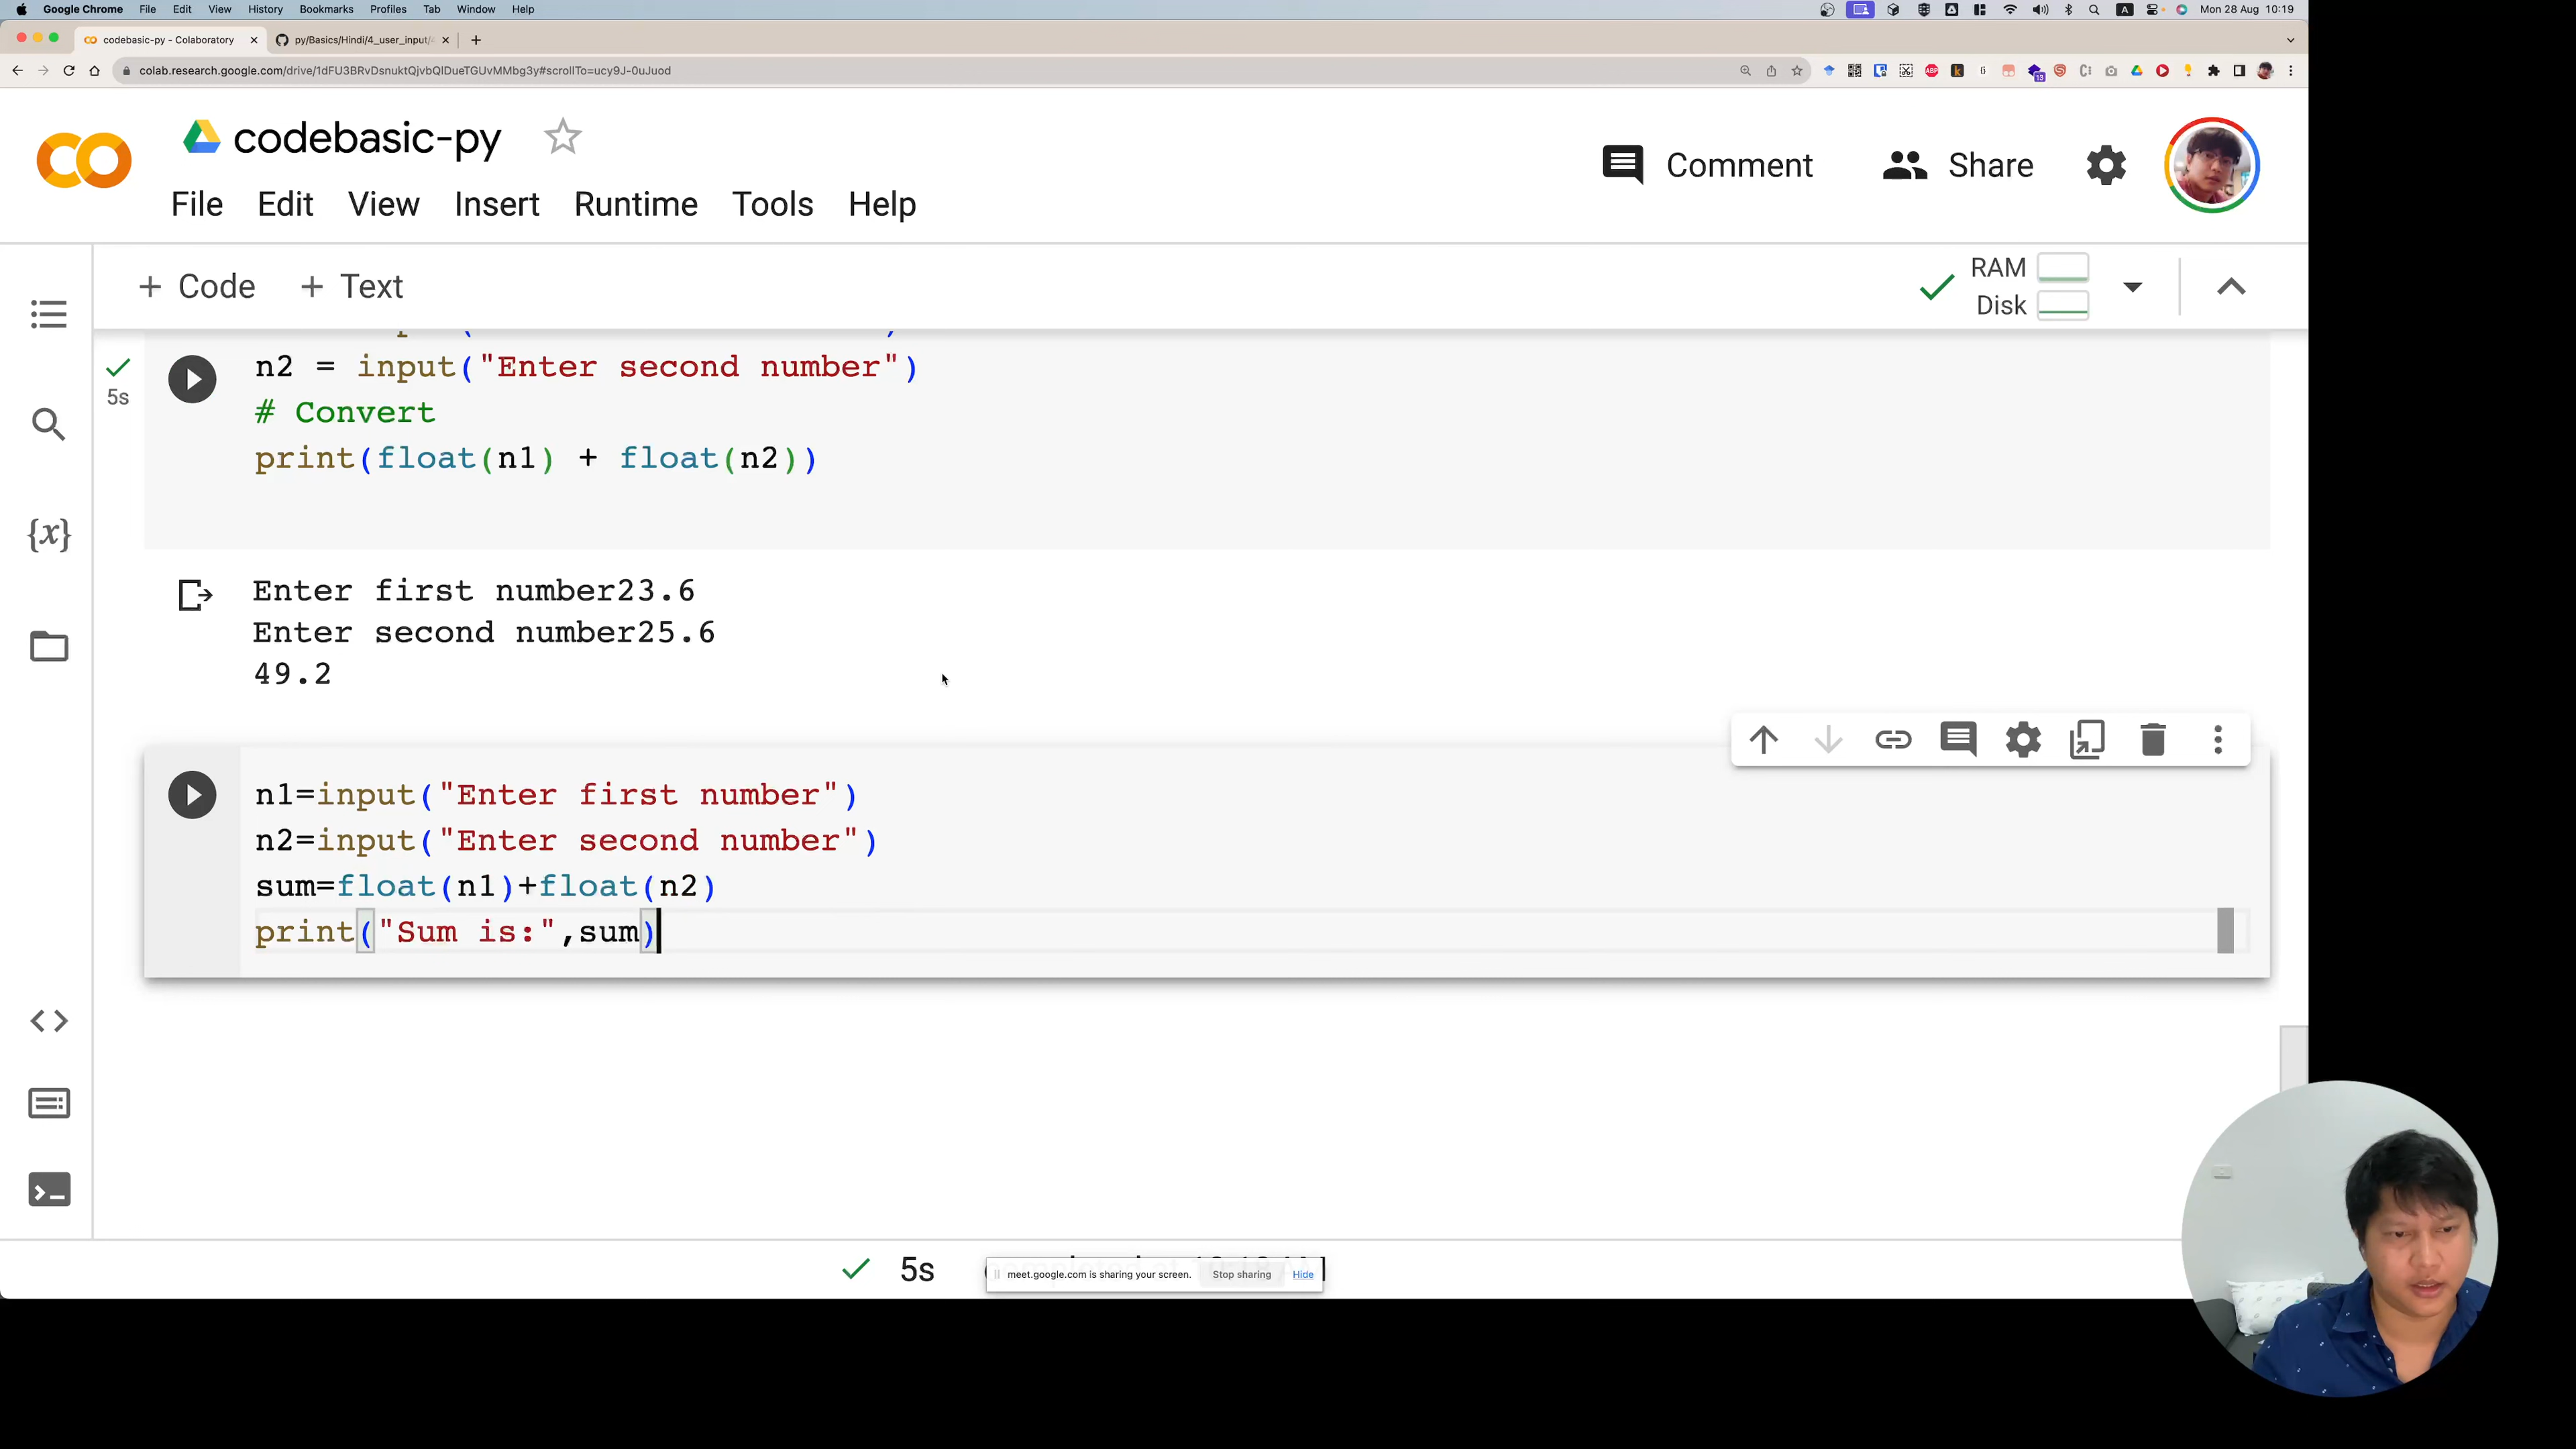 Google Chrome File Edit View History Bookmarks Profiles Tab Window Help
Mon 28 Aug 10:19
codebasic-py - Colaboratory
py/Basics/Hindi/4_user_input/
colab.research.google.com/drive/1dFU3BRvDsnuktQjvbQIDueTGUvMMbg3y#scrollTo=ucy9J-0uJuod
codebasic-py
Comment
Share
File Edit View Insert Runtime Tools Help
+ Code + Text
RAM
Disk
n2 = input("Enter second number")
5s
# Convert
print(float(n1) + float(n2))
{x}
Enter first number23.6
Enter second number25.6
49.2
n1=input("Enter first number")
n2=input("Enter second number")
sum=float(n1)+float(n2)
print("Sum is:",sum)
5s
meet.google.com is sharing your screen. Stop sharing Hide